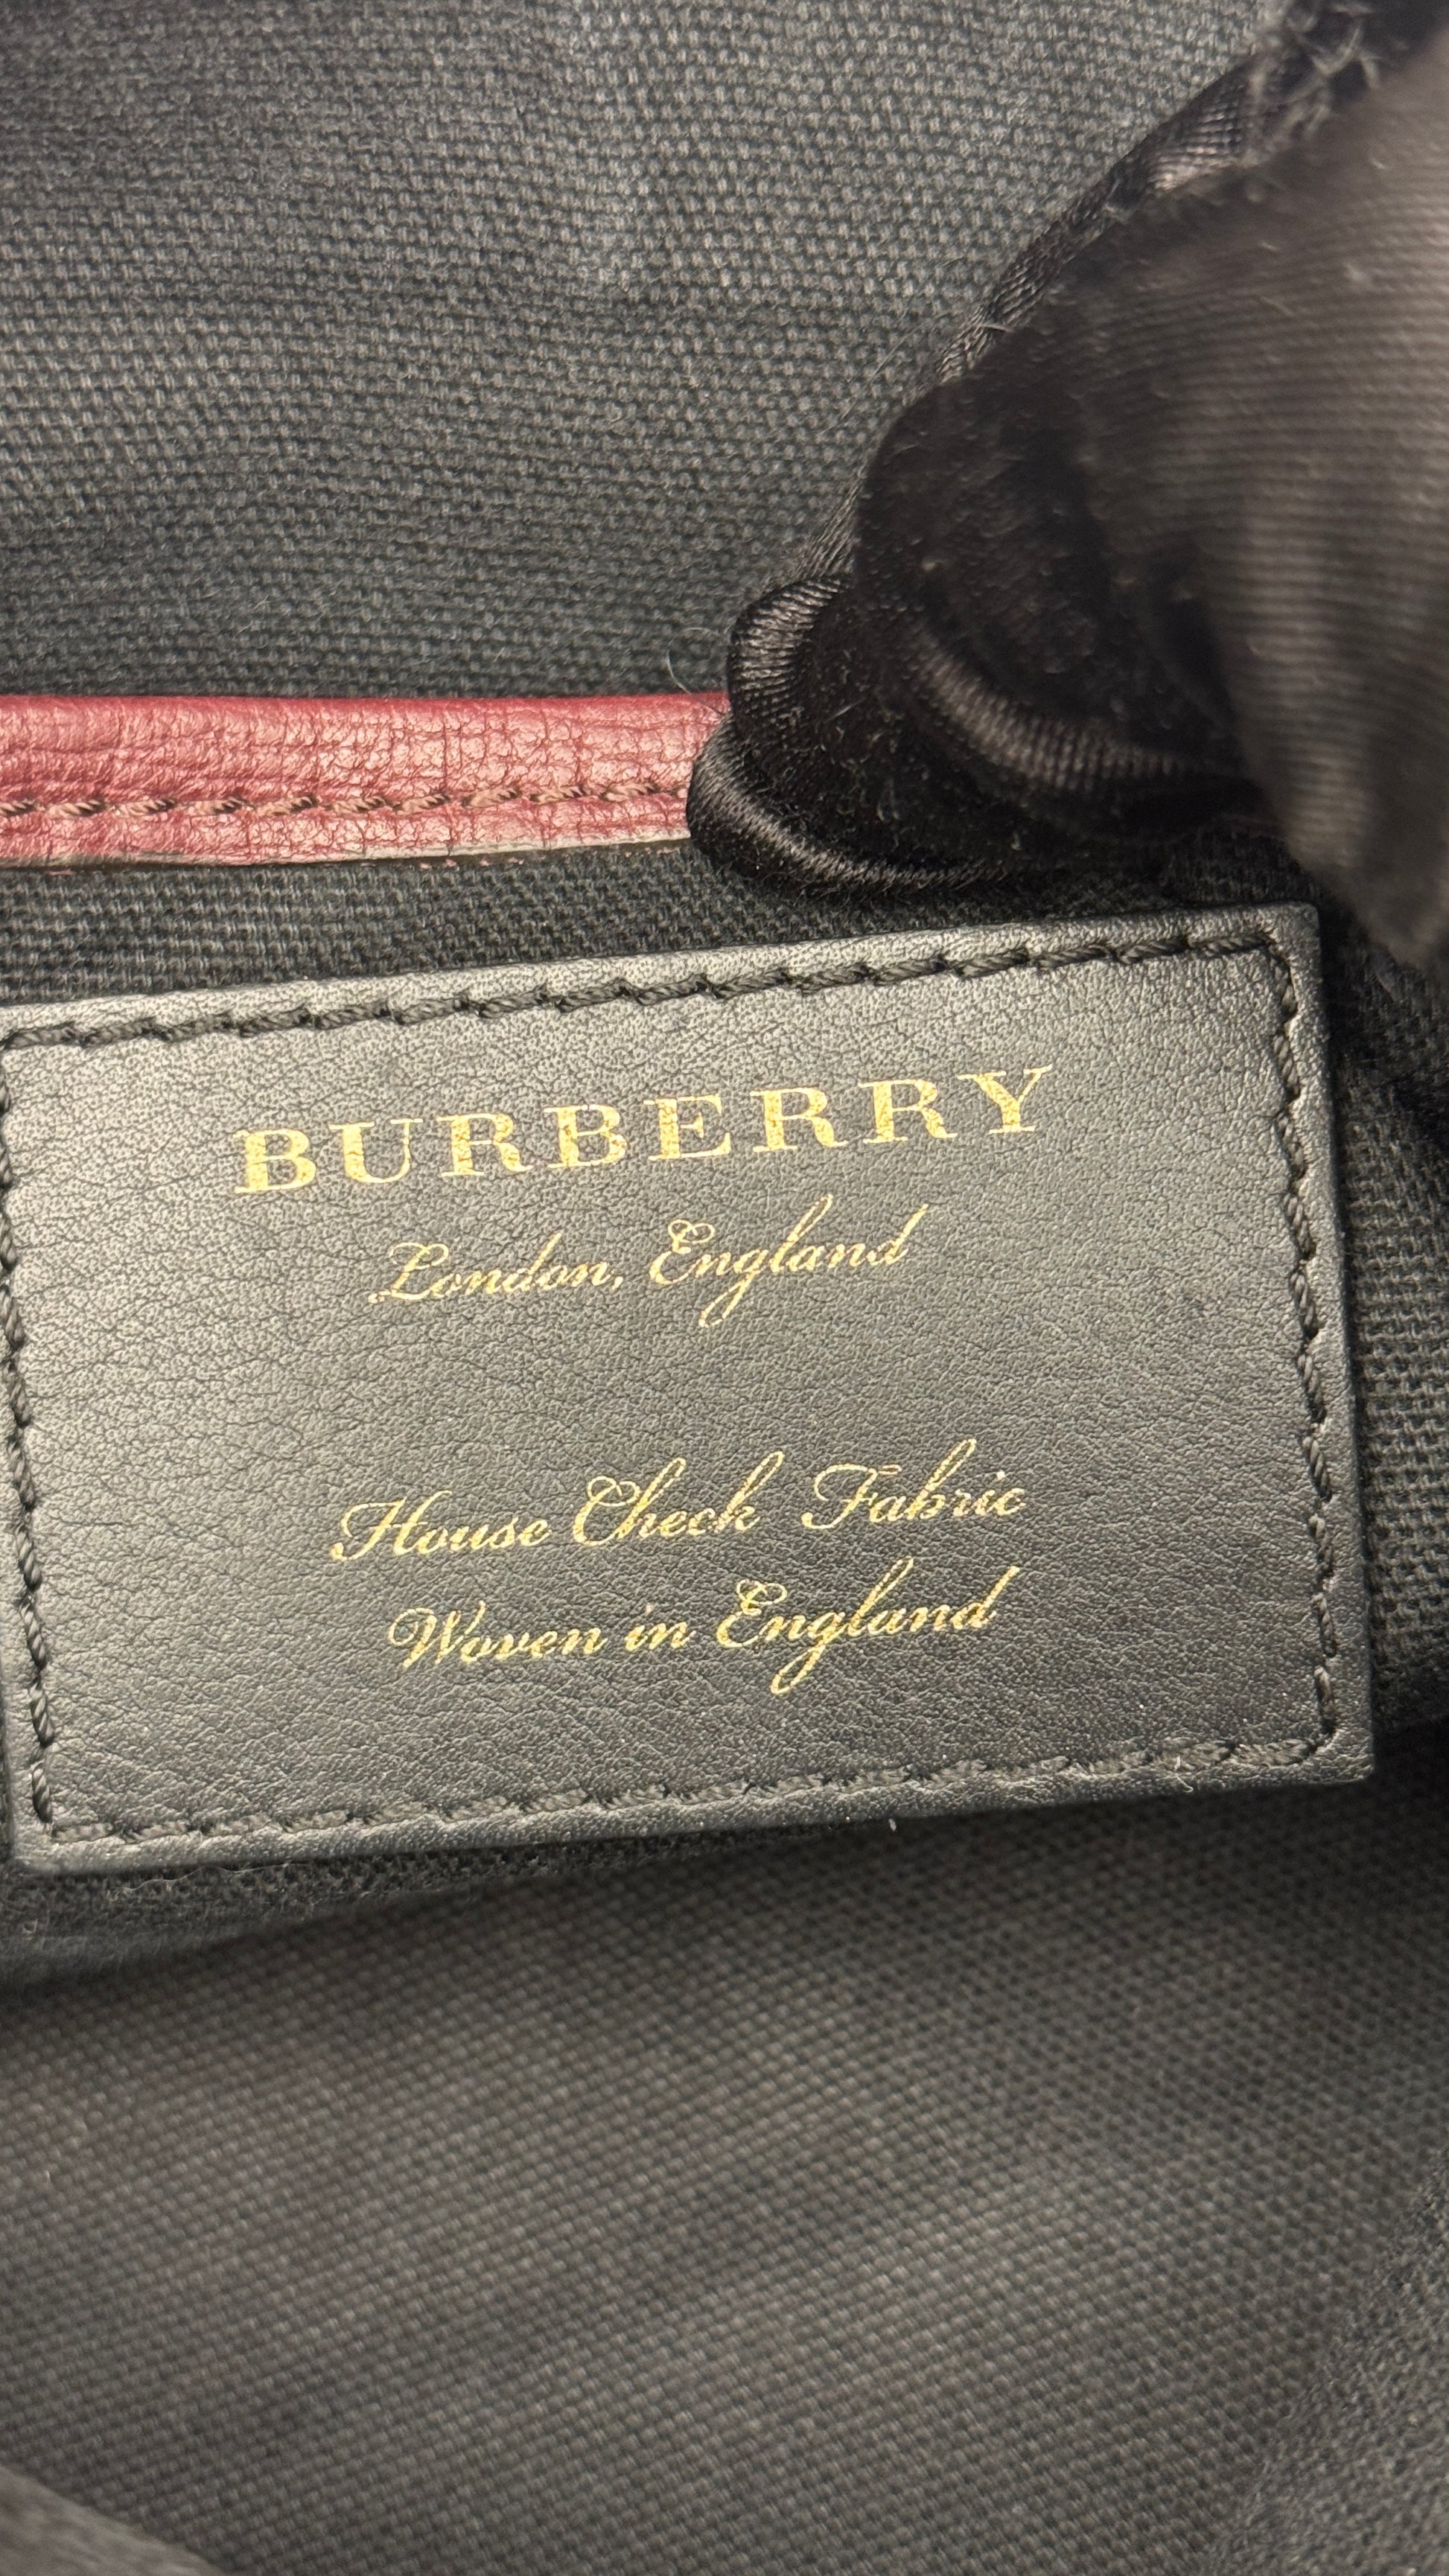 BURBERRY
London, England
House Check Fabric
Woven in England